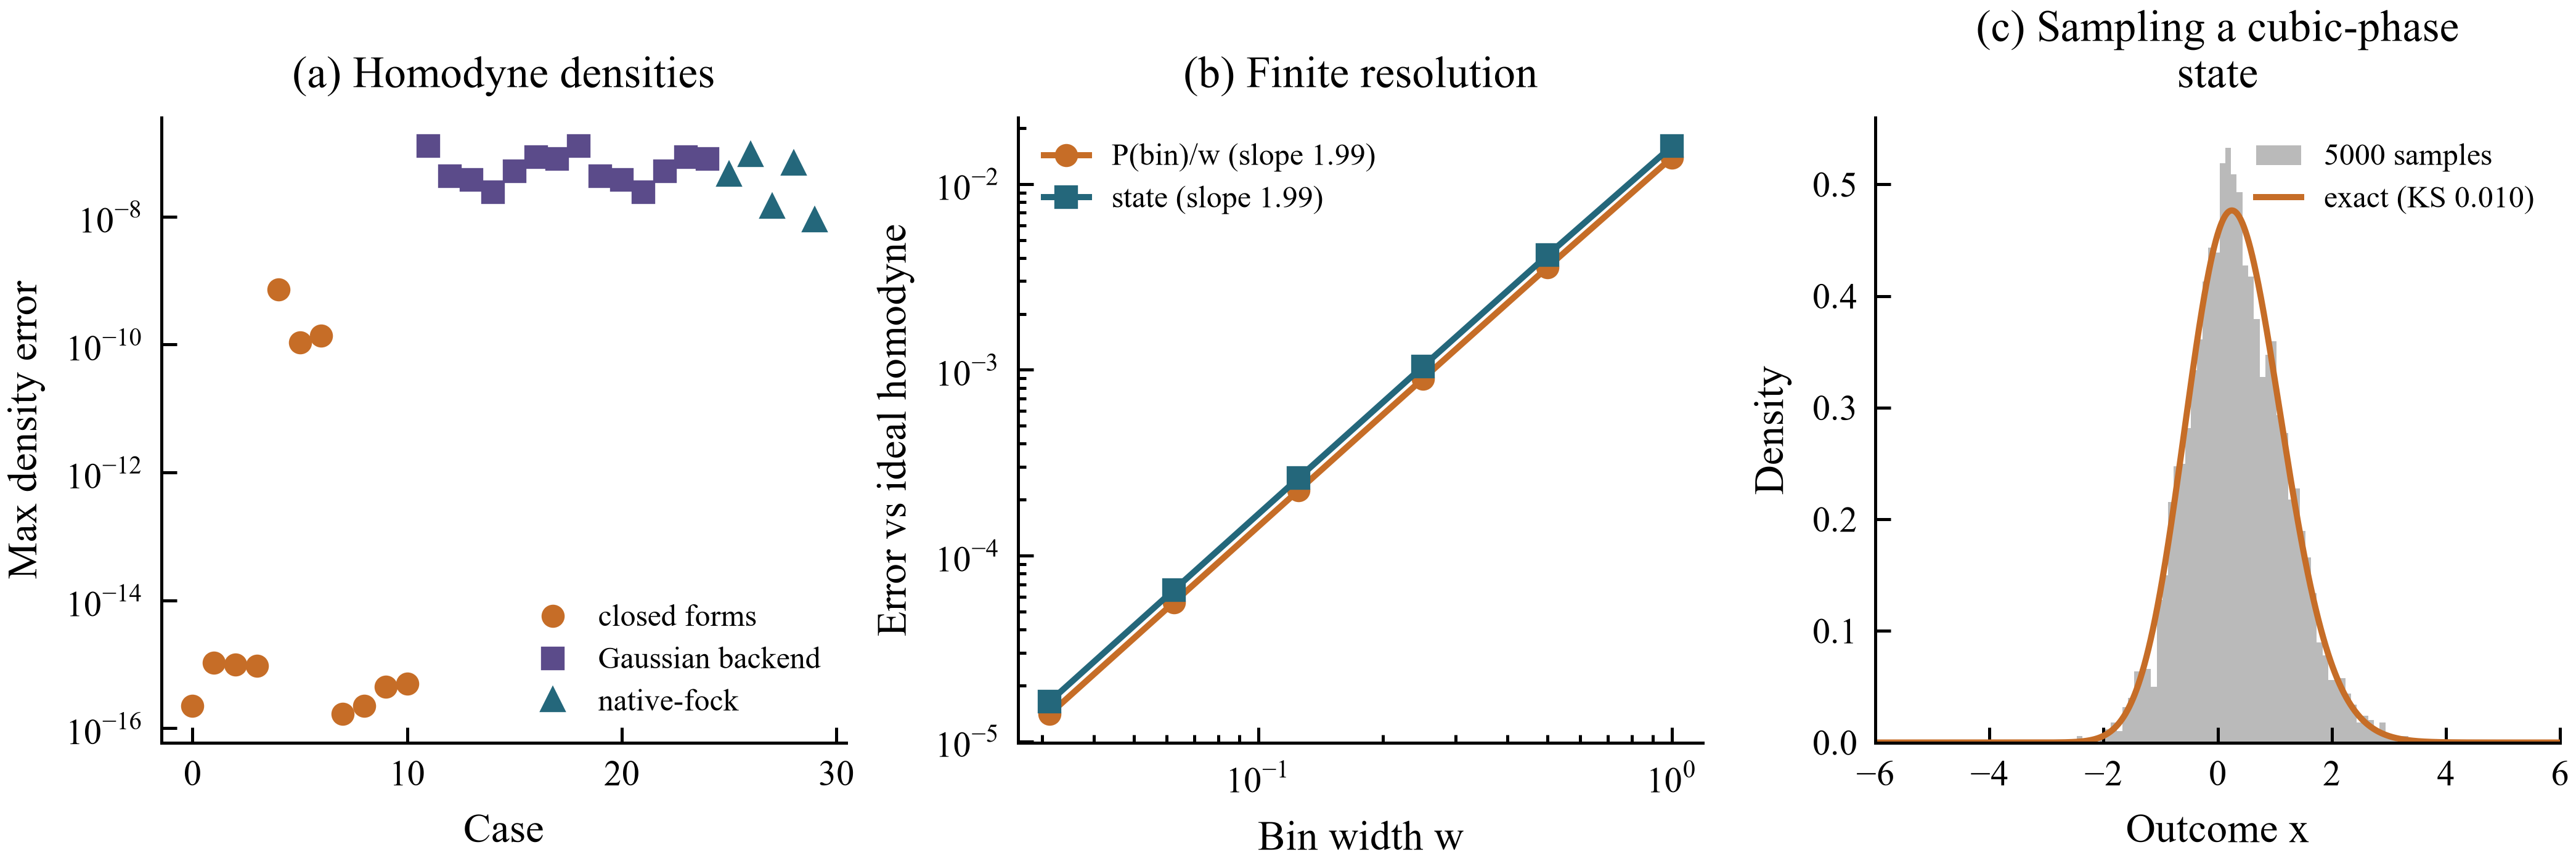 (a) Homodyne densities
Max density error
10⁻⁸
10⁻¹⁰
10⁻¹²
10⁻¹⁴
10⁻¹⁶
closed forms
Gaussian backend
native-fock
0
10
20
30
Case
(b) Finite resolution
Error vs ideal homodyne
10⁻²
10⁻³
10⁻⁴
10⁻⁵
P(bin)/w (slope 1.99)
state (slope 1.99)
10⁻¹
10⁰
Bin width w
(c) Sampling a cubic-phase
state
Density
0.5
0.4
0.3
0.2
0.1
0.0
5000 samples
exact (KS 0.010)
−6
−4
−2
0
2
4
6
Outcome x